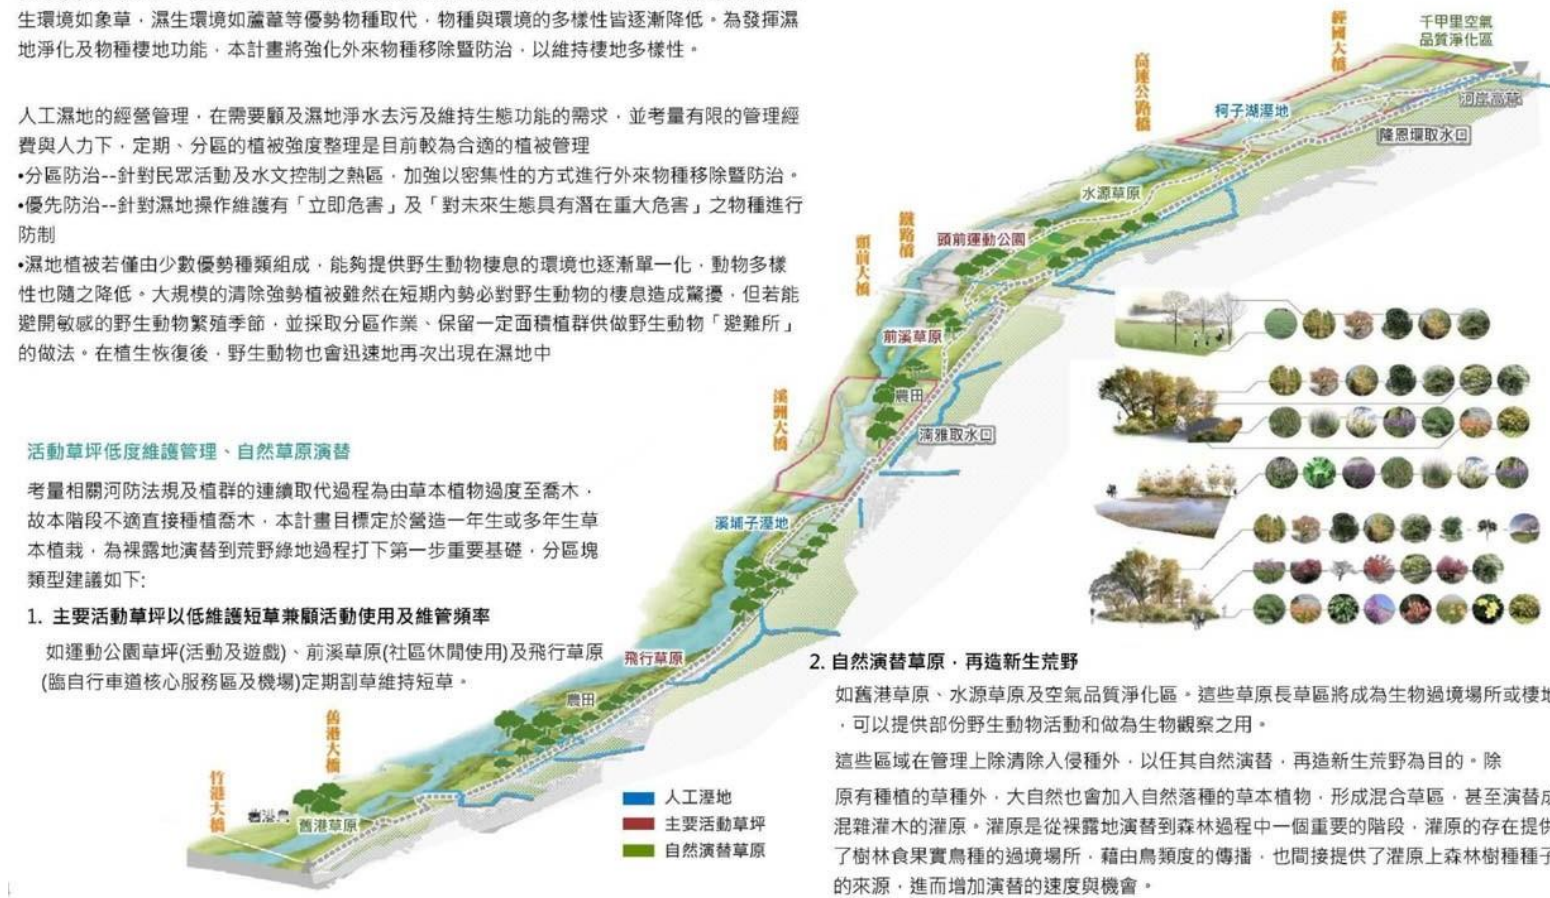 生環境如象草，濕生環境如蘆葦等優勢物種取代，物種與環境的多樣性皆逐漸降低。為發揮濕
地淨化及物種棲地功能，本計畫將強化外來物種移除暨防治，以維持棲地多樣性。
人工濕地的經營管理，在需要顧及濕地淨水去污及維持生態功能的需求，並考量有限的管理經
費與人力下，定期、分區的植被強度整理是目前較為合適的植被管理
•分區防治--針對民眾活動及水文控制之熱區，加強以密集性的方式進行外來物種移除暨防治。
•優先防治--針對濕地操作維護有「立即危害」及「對未來生態具有潛在重大危害」之物種進行
防制
•濕地植被若僅由少數優勢種類組成，能夠提供野生動物棲息的環境也逐漸單一化，動物多樣
性也隨之降低。大規模的清除強勢植被雖然在短期內勢必對野生動物的棲息造成驚擾，但若能
避開敏感的野生動物繁殖季節，並採取分區作業、保留一定面積植群供做野生動物「避難所」
的做法。在植生恢復後，野生動物也會迅速地再次出現在濕地中
活動草坪低度維護管理、自然草原演替
考量相關河防法規及植群的連續取代過程為由草本植物過度至喬木，
故本階段不適直接種植喬木，本計畫目標定於營造一年生或多年生草
本植栽，為裸露地演替到荒野綠地過程打下第一步重要基礎，分區塊
類型建議如下:
1. 主要活動草坪以低維護短草兼顧活動使用及維管頻率
如運動公園草坪(活動及遊戲)、前溪草原(社區休閒使用)及飛行草原
(臨自行車道核心服務區及機場)定期割草維持短草。
千甲里空氣
品質淨化區
經國大橋
高速公路橋
河岸高灘
柯子湖溼地
隆恩堰取水口
水源草原
鐵路橋
頭前大橋
頭前運動公園
前溪草原
農田
溪洲大橋
湳雅取水口
溪埔子溼地
飛行草原
農田
舊港大橋
竹港大橋
舊港島
舊港草原
人工溼地
主要活動草坪
自然演替草原
2. 自然演替草原，再造新生荒野
如舊港草原、水源草原及空氣品質淨化區。這些草原長草區將成為生物過境場所或棲地
，可以提供部份野生動物活動和做為生物觀察之用。
這些區域在管理上除清除入侵種外，以任其自然演替，再造新生荒野為目的。除
原有種植的草種外，大自然也會加入自然落種的草本植物，形成混合草區，甚至演替成
混雜灌木的灌原。灌原是從裸露地演替到森林過程中一個重要的階段，灌原的存在提供
了樹林食果實鳥種的過境場所，藉由鳥類度的傳播，也間接提供了灌原上森林樹種種子
的來源，進而增加演替的速度與機會。